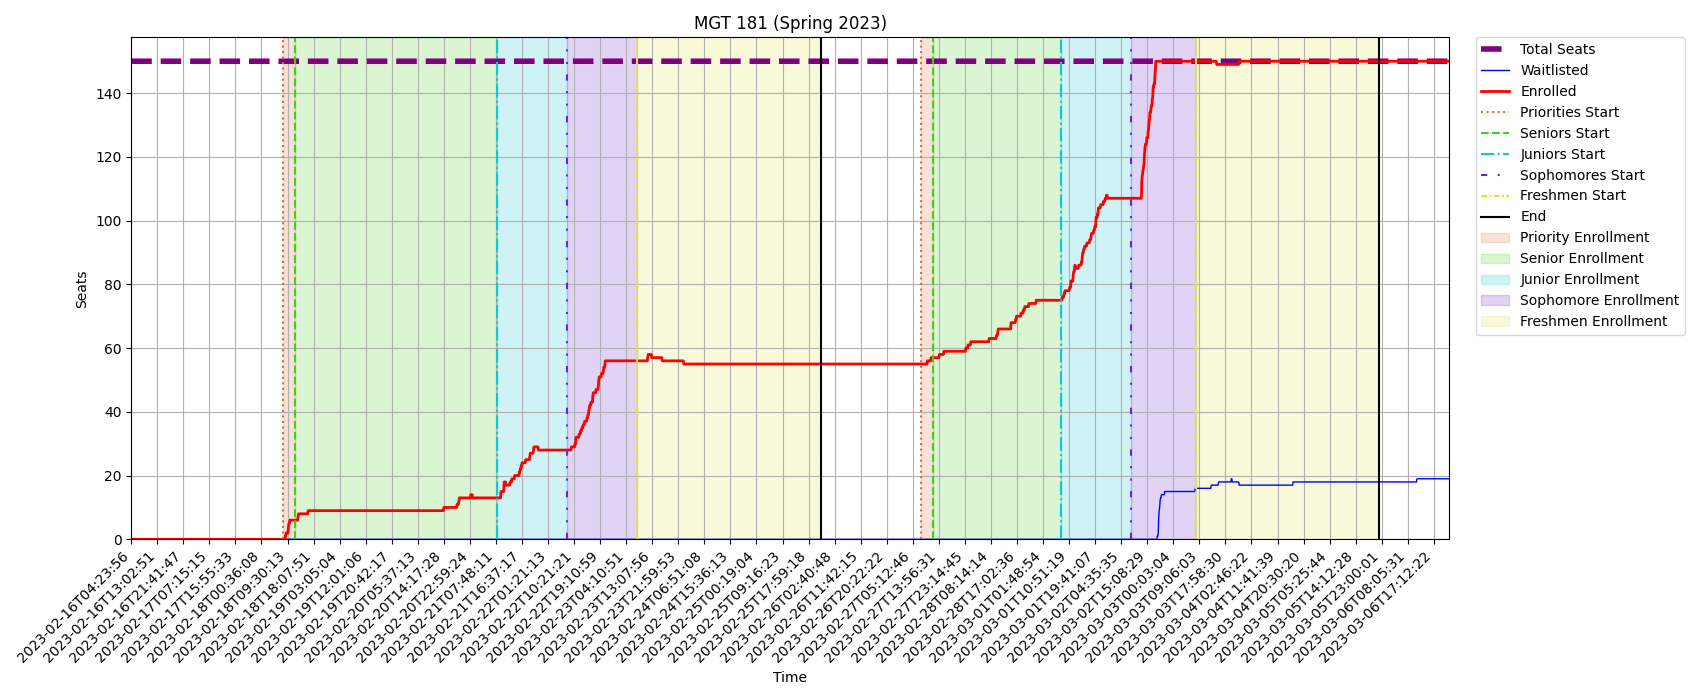 MGT 181 (Spring 2023)
Seats
140
120
100
80
60
40
20
0
2023-02-16T04:23:56
2023-02-16T13:02:51
2023-02-16T21:41:47
2023-02-17T07:15:15
2023-02-17T15:55:33
2023-02-18T00:36:08
2023-02-18T09:30:13
2023-02-18T18:07:51
2023-02-19T03:05:04
2023-02-19T12:01:06
2023-02-19T20:42:17
2023-02-20T05:37:13
2023-02-20T14:17:28
2023-02-20T22:59:24
2023-02-21T07:48:11
2023-02-21T16:37:17
2023-02-22T01:21:13
2023-02-22T10:21:21
2023-02-22T19:10:59
2023-02-23T04:10:51
2023-02-23T13:07:56
2023-02-23T21:59:53
2023-02-24T06:51:08
2023-02-24T15:36:13
2023-02-25T00:19:04
2023-02-25T09:16:23
2023-02-25T17:59:18
2023-02-26T02:40:48
2023-02-26T11:42:15
2023-02-26T20:22:22
2023-02-27T05:12:46
2023-02-27T13:56:31
2023-02-27T23:14:45
2023-02-28T08:14:14
2023-02-28T17:02:36
2023-03-01T01:48:54
2023-03-01T10:51:19
2023-03-01T19:41:07
2023-03-02T04:35:35
2023-03-02T15:08:29
2023-03-03T00:03:04
2023-03-03T09:06:03
2023-03-03T17:58:30
2023-03-04T02:46:22
2023-03-04T11:41:39
2023-03-04T20:30:20
2023-03-05T05:25:44
2023-03-05T14:12:28
2023-03-05T23:00:01
2023-03-06T08:05:31
2023-03-06T17:12:22
Time
Total Seats
Waitlisted
Enrolled
Priorities Start
Seniors Start
Juniors Start
Sophomores Start
Freshmen Start
End
Priority Enrollment
Senior Enrollment
Junior Enrollment
Sophomore Enrollment
Freshmen Enrollment